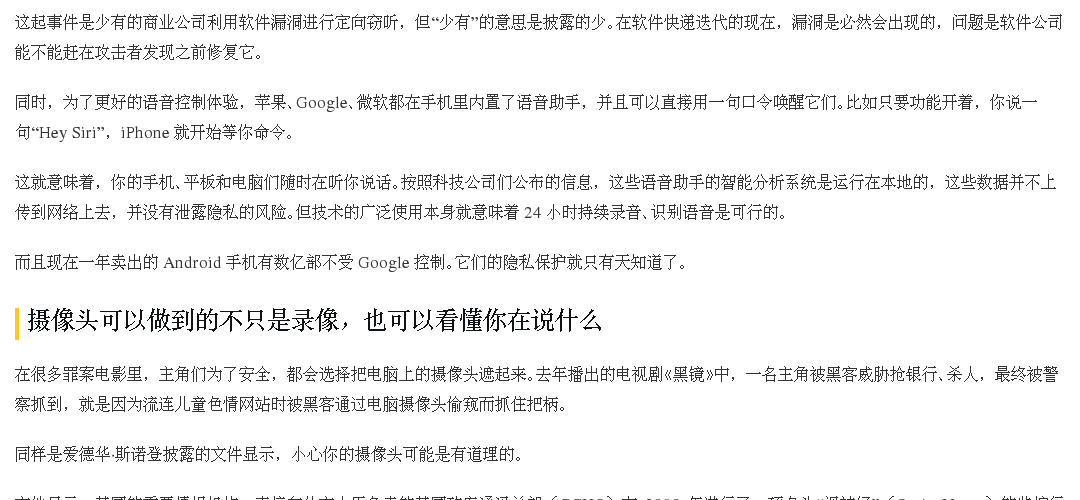 这起事件是少有的商业公司利用软件漏洞进行定向窃听，但“少有”的意思是披露的少。在软件快递迭代的现在，漏洞是必然会出现的，问题是软件公司
能不能赶在攻击者发现之前修复它。
同时，为了更好的语音控制体验，苹果、Google、微软都在手机里内置了语音助手，并且可以直接用一句口令唤醒它们。比如只要功能开着，你说一
句“Hey Siri”，iPhone 就开始等你命令。
这就意味着，你的手机、平板和电脑们随时在听你说话。按照科技公司们公布的信息，这些语音助手的智能分析系统是运行在本地的，这些数据并不上
传到网络上去，并没有泄露隐私的风险。但技术的广泛使用本身就意味着 24 小时持续录音、识别语音是可行的。
而且现在一年卖出的 Android 手机有数亿部不受 Google 控制。它们的隐私保护就只有天知道了。
摄像头可以做到的不只是录像，也可以看懂你在说什么
在很多罪案电影里，主角们为了安全，都会选择把电脑上的摄像头遮起来。去年播出的电视剧《黑镜》中，一名主角被黑客威胁抢银行、杀人，最终被警
察抓到，就是因为流连儿童色情网站时被黑客通过电脑摄像头偷窥而抓住把柄。
同样是爱德华·斯诺登披露的文件显示，小心你的摄像头可能是有道理的。